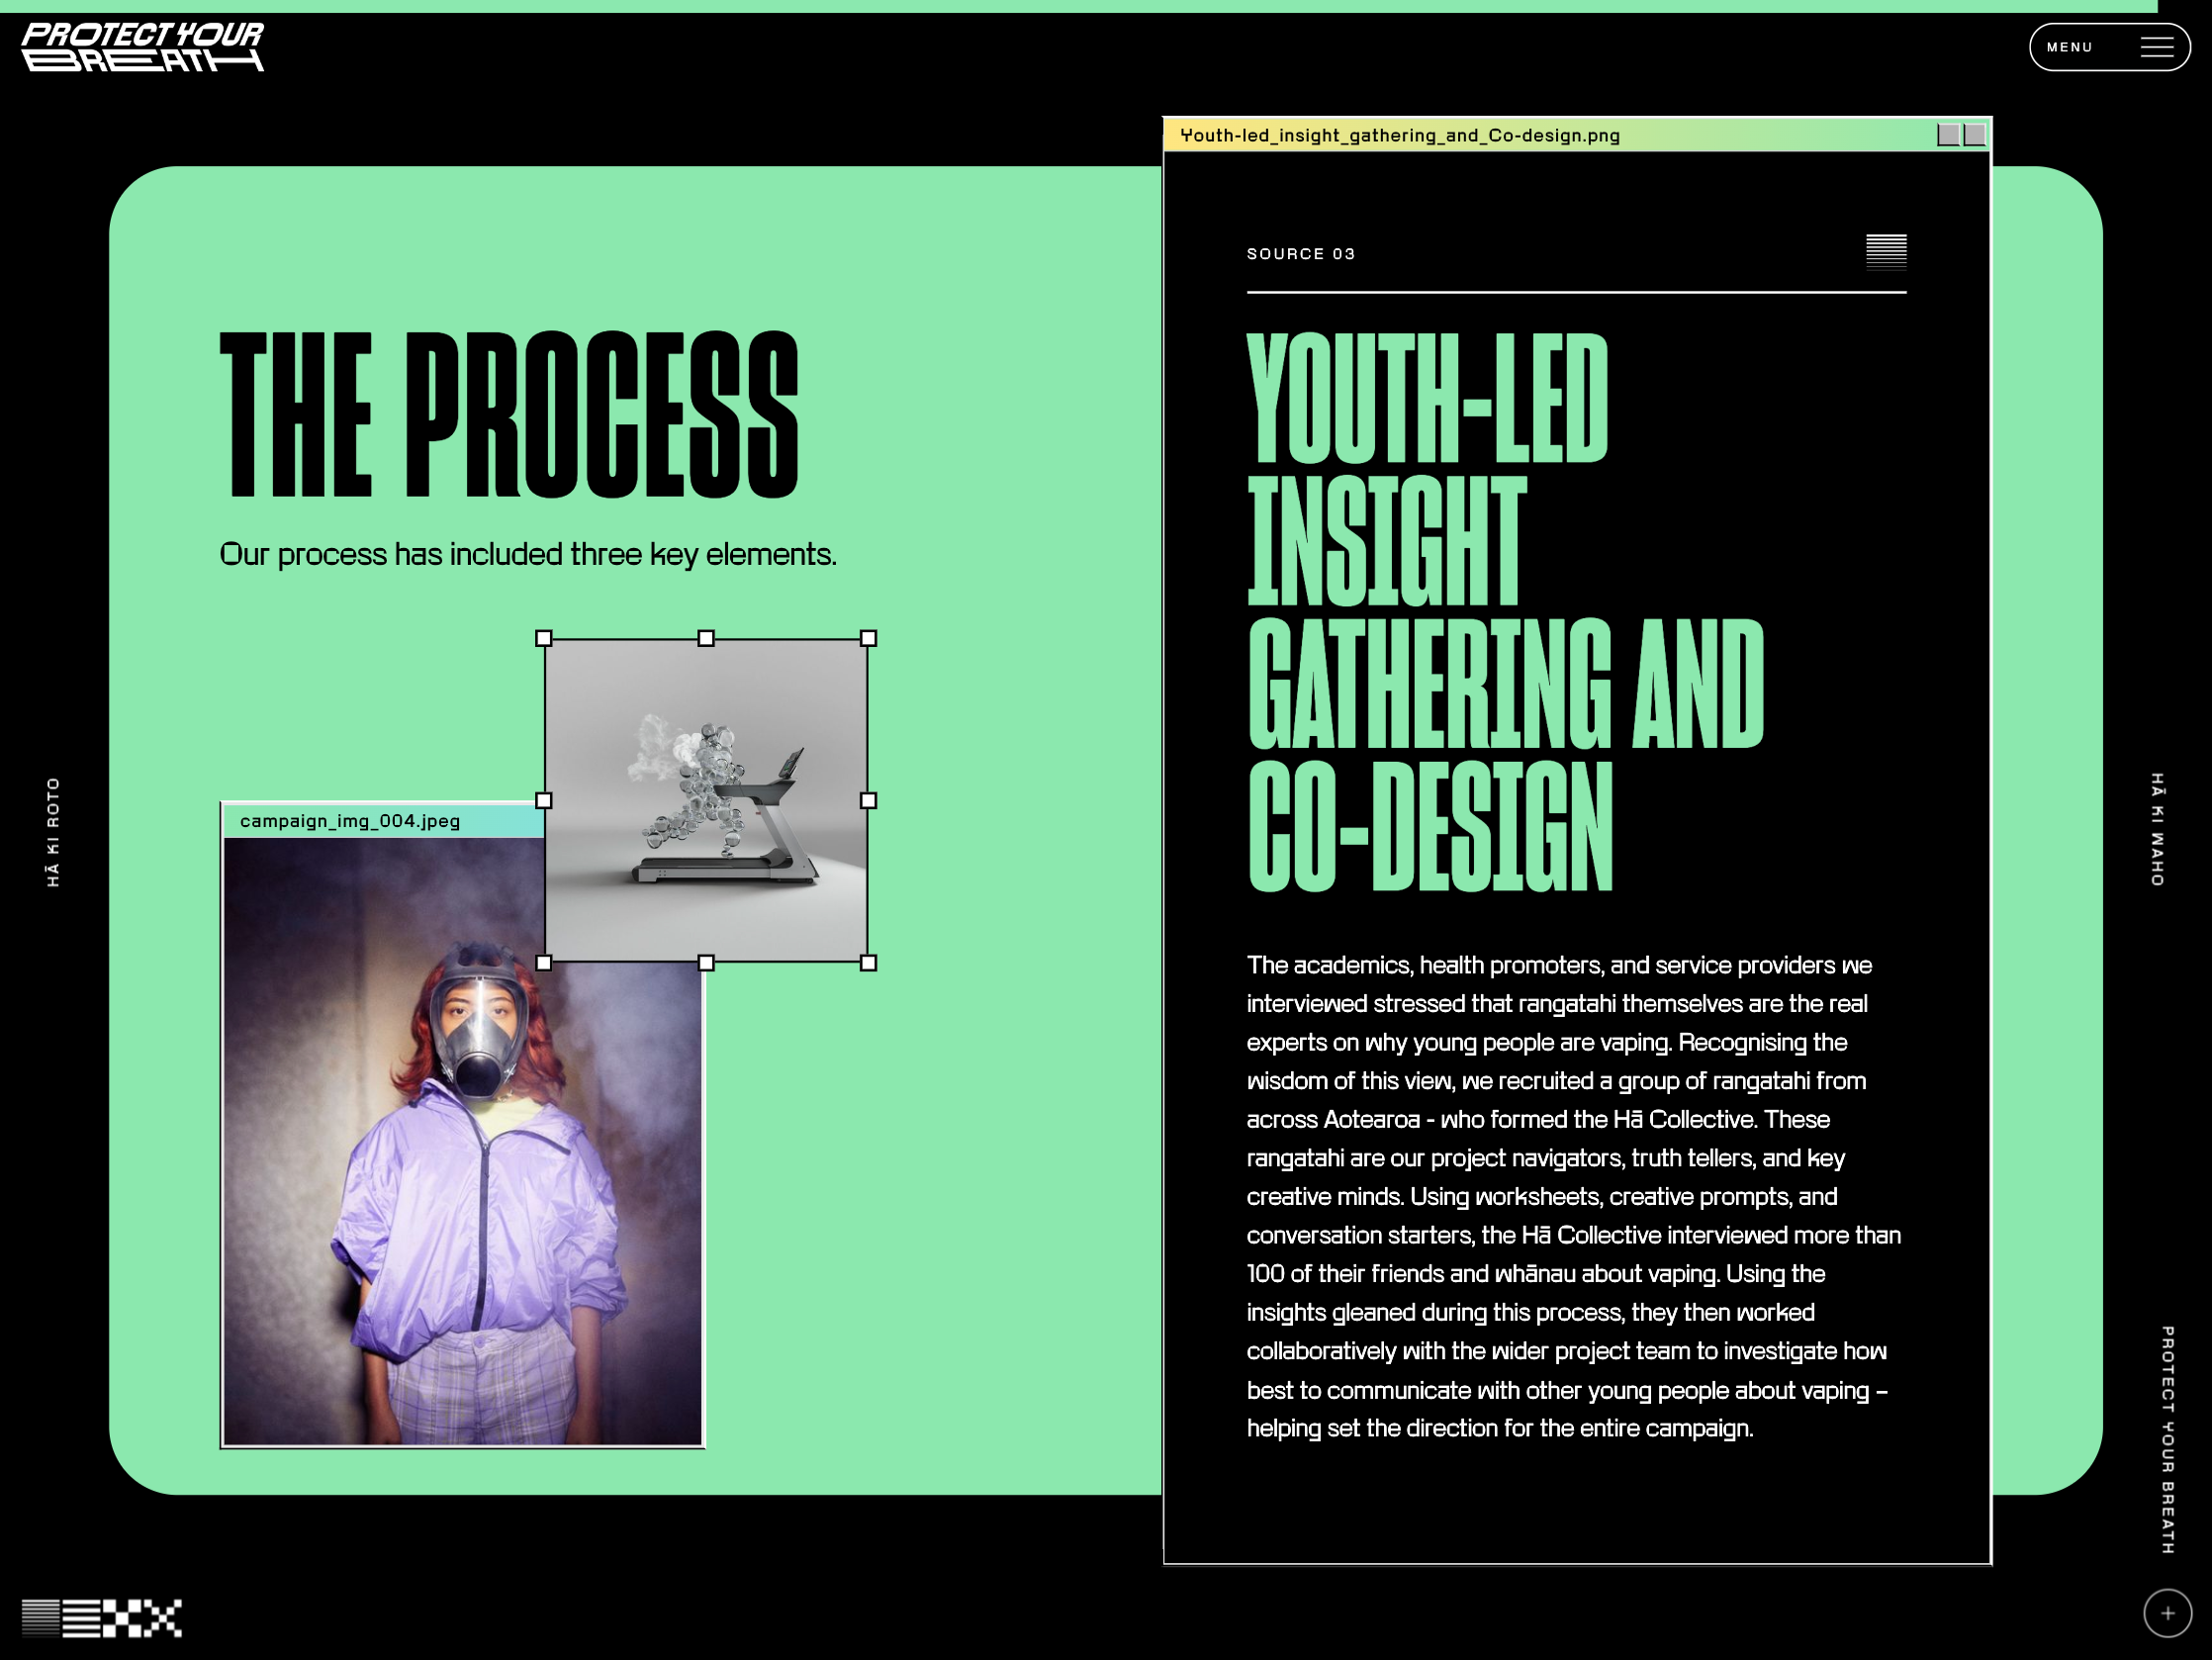 PROTECT YOUR
BREATH
MENU
Youth-led_insight_gathering_and_Co-design.png
SOURCE 03
THE PROCESS
Our process has included three key elements.
campaign_img_004.jpeg
YOUTH-LED
INSIGHT
GATHERING AND
CO-DESIGN
The academics, health promoters, and service providers we
interviewed stressed that rangatahi themselves are the real
experts on why young people are vaping. Recognising the
wisdom of this view, we recruited a group of rangatahi from
across Aotearoa - who formed the Hā Collective. These
rangatahi are our project navigators, truth tellers, and key
creative minds. Using worksheets, creative prompts, and
conversation starters, the Hā Collective interviewed more than
100 of their friends and whānau about vaping. Using the
insights gleaned during this process, they then worked
collaboratively with the wider project team to investigate how
best to communicate with other young people about vaping –
helping set the direction for the entire campaign.
HĀ KI ROTO
HĀ KI WAHO
PROTECT YOUR BREATH